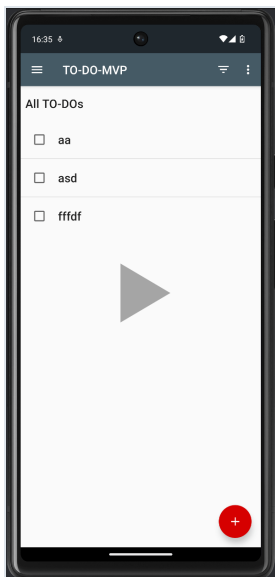 16:35
TO-DO-MVP
All TO-DOs
aa
asd
fffdf
+